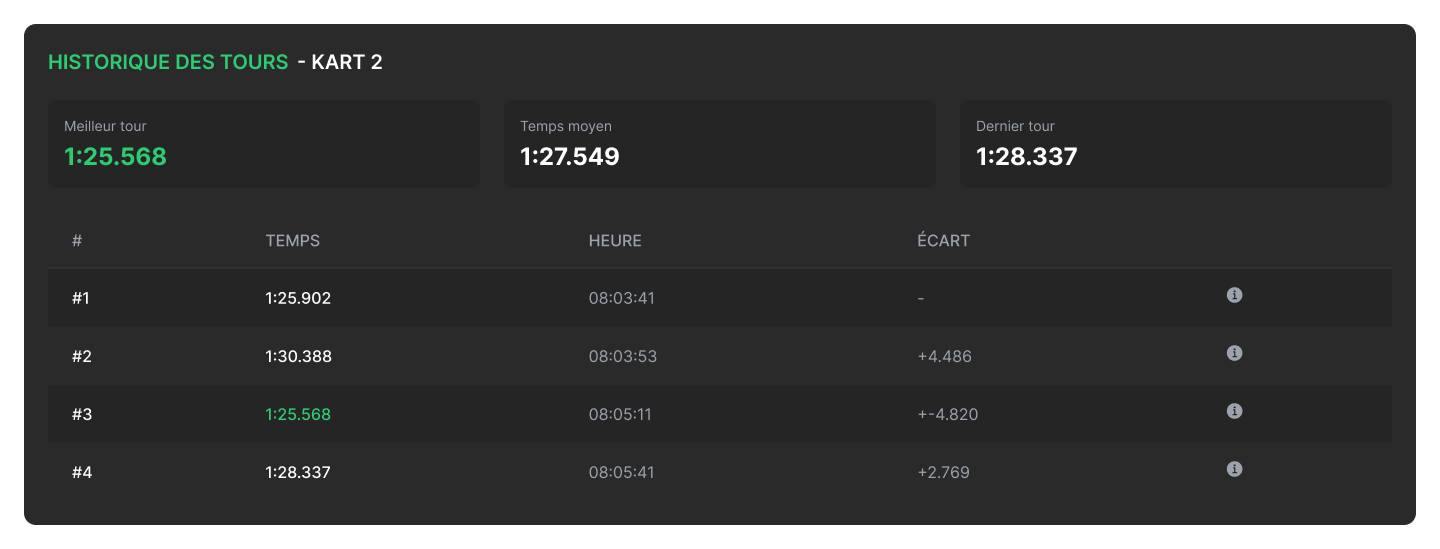 HISTORIQUE DES TOURS - KART 2
Meilleur tour
1:25.568
Temps moyen
1:27.549
Dernier tour
1:28.337
# TEMPS HEURE ÉCART
#1 1:25.902 08:03:41 -
#2 1:30.388 08:03:53 +4.486
#3 1:25.568 08:05:11 +-4.820
#4 1:28.337 08:05:41 +2.769